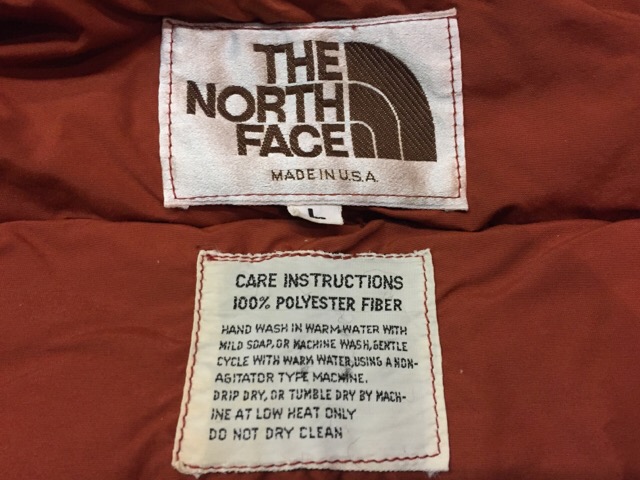 THE
NORTH
FACE
MADE IN U.S.A.
L
CARE INSTRUCTIONS
100% POLYESTER FIBER
HAND WASH IN WARM WATER WITH
MILD SOAP, OR MACHINE WASH, GENTLE
CYCLE WITH WARM WATER, USING A NON-
AGITATOR TYPE MACHINE.
DRIP DRY, OR TUMBLE DRY BY MACH-
INE AT LOW HEAT ONLY
DO NOT DRY CLEAN